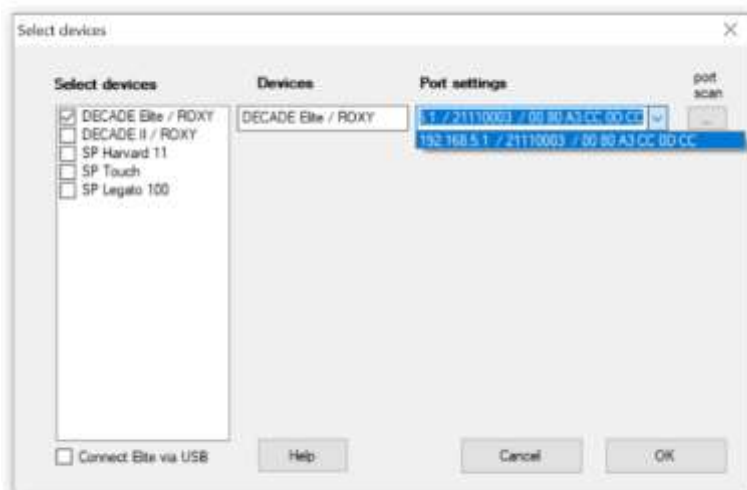 Select devices
Select devices
Devices
Port settings
port
scan
DECADE Elite / ROXY
DECADE II / ROXY
SP Harvard 11
SP Touch
SP Legato 100
DECADE Elite / ROXY
5.1 / 21110003 / 00 80 A3 CC 0D CC
...
192.168.5.1 / 21110003 / 00 80 A3 CC 0D CC
Connect Elite via USB
Help
Cancel
OK